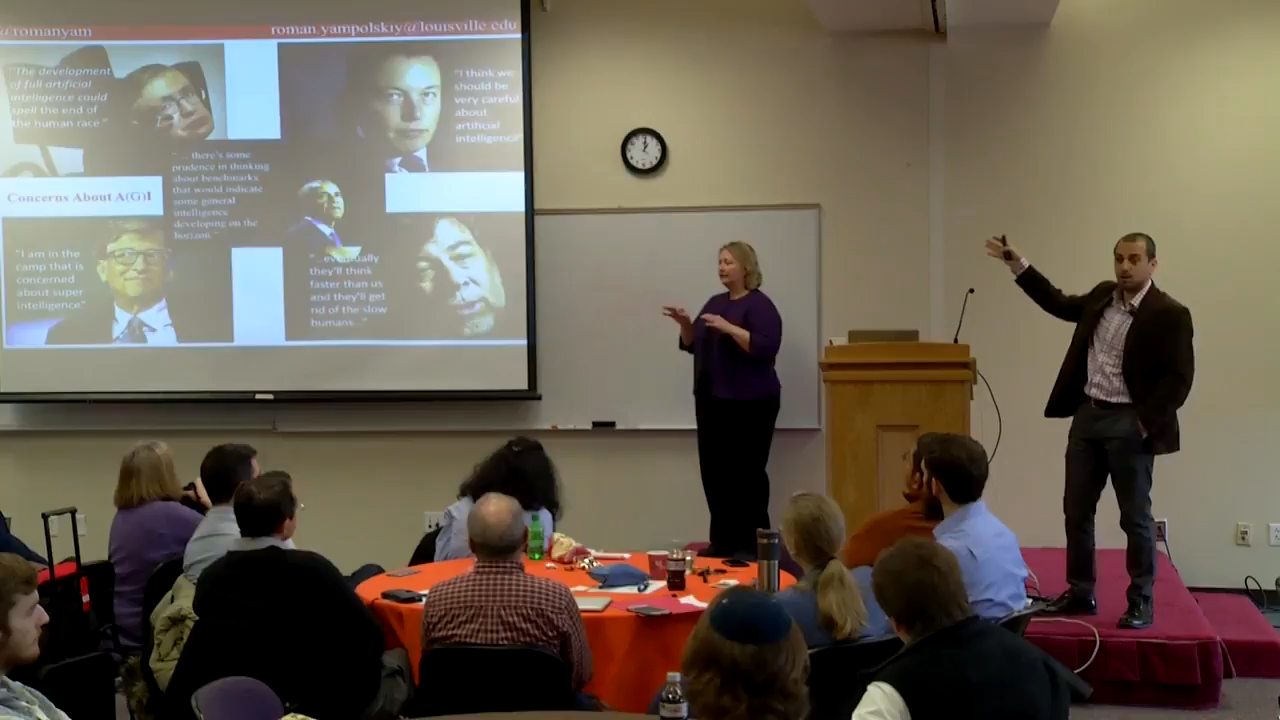 @romanyam
roman.yampolskiy@louisville.edu
"The development
of full artificial
intelligence could
spell the end of
the human race."
"I think we
should be
very careful
about
artificial
intelligence"
"... there's some
prudence in thinking
about benchmarks
that would indicate
some general
intelligence
developing on the
horizon."
Concerns About A(G)I
"I am in the
camp that is
concerned
about super
intelligence"
"...eventually
they'll think
faster than us
and they'll get
rid of the slow
humans..."